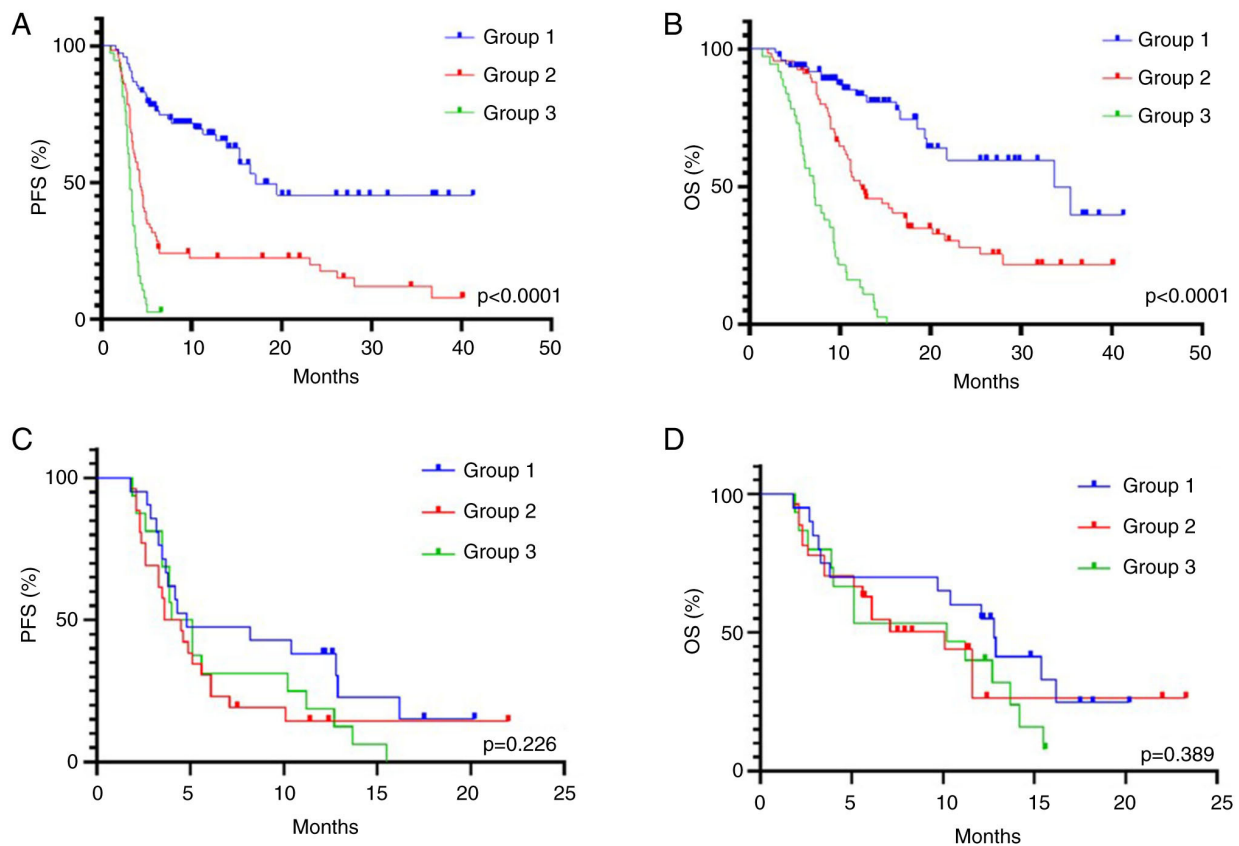 A
PFS (%)
100
50
0
0 10 20 30 40 50
Months
Group 1
Group 2
Group 3
p<0.0001
B
OS (%)
100
50
0
0 10 20 30 40 50
Months
Group 1
Group 2
Group 3
p<0.0001
C
PFS (%)
100
50
0
0 5 10 15 20 25
Months
Group 1
Group 2
Group 3
p=0.226
D
OS (%)
100
50
0
0 5 10 15 20 25
Months
Group 1
Group 2
Group 3
p=0.389